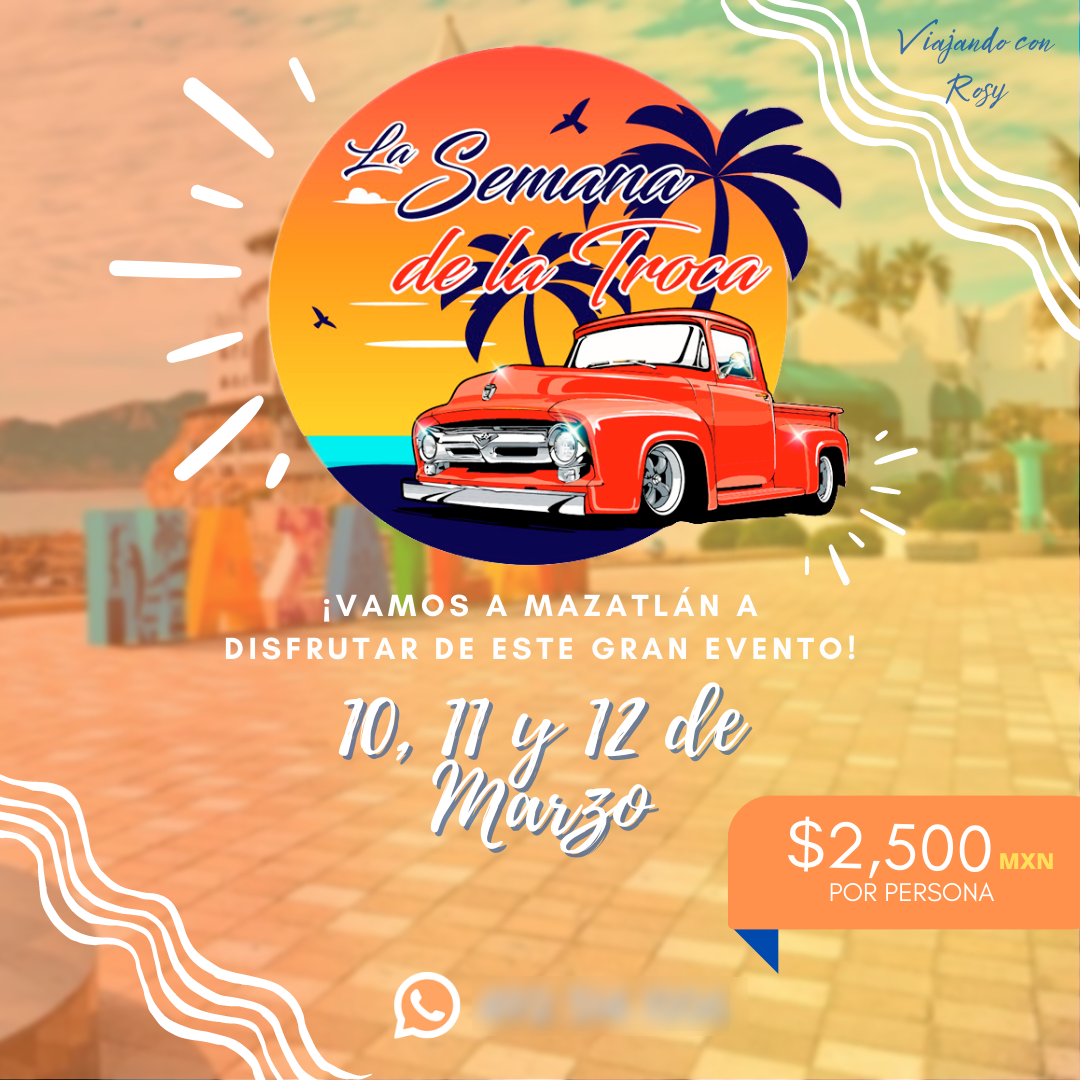 Viajando con
Rosy
La Semana
de la Troca
¡VAMOS A MAZATLÁN A
DISFRUTAR DE ESTE GRAN EVENTO!
10, 11 y 12 de
Marzo
$2,500 MXN
POR PERSONA